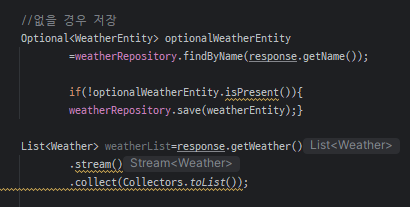 //없을 경우 저장
Optional<WeatherEntity> optionalWeatherEntity
=weatherRepository.findByName(response.getName());
if(!optionalWeatherEntity.isPresent()){
weatherRepository.save(weatherEntity);}
List<Weather> weatherList=response.getWeather() List<Weather>
.stream() Stream<Weather>
.collect(Collectors.toList());